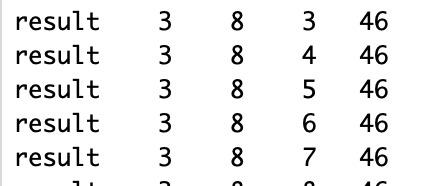 result 3 8 3 46
result 3 8 4 46
result 3 8 5 46
result 3 8 6 46
result 3 8 7 46